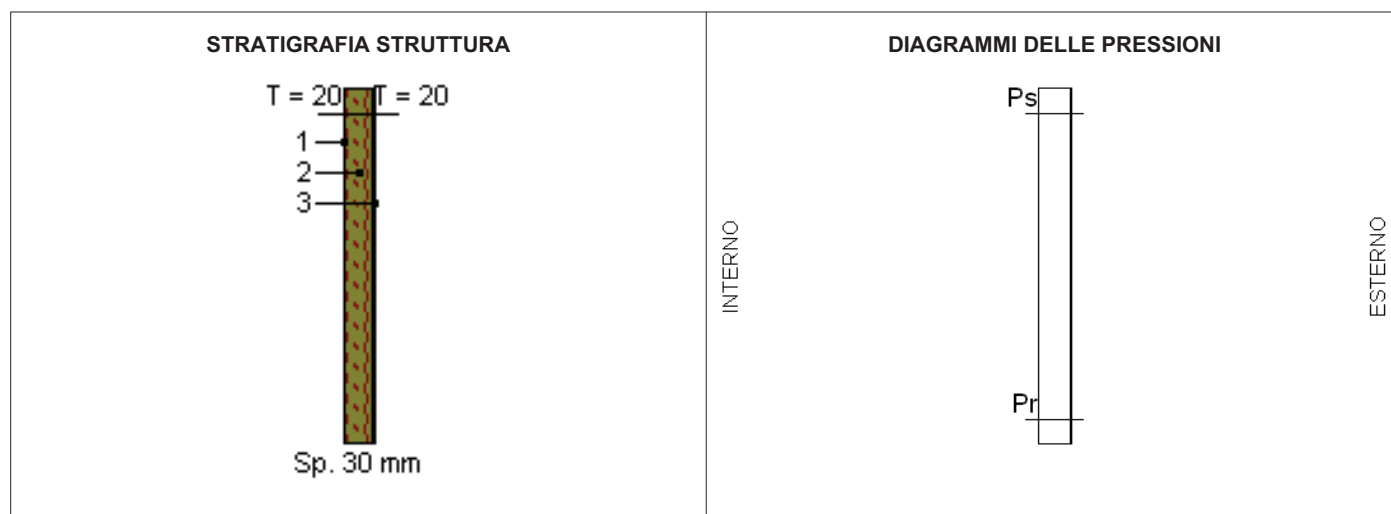 STRATIGRAFIA STRUTTURA
T = 20 T = 20
1
2
3
Sp. 30 mm
DIAGRAMMI DELLE PRESSIONI
Ps
Pr
INTERNO
ESTERNO